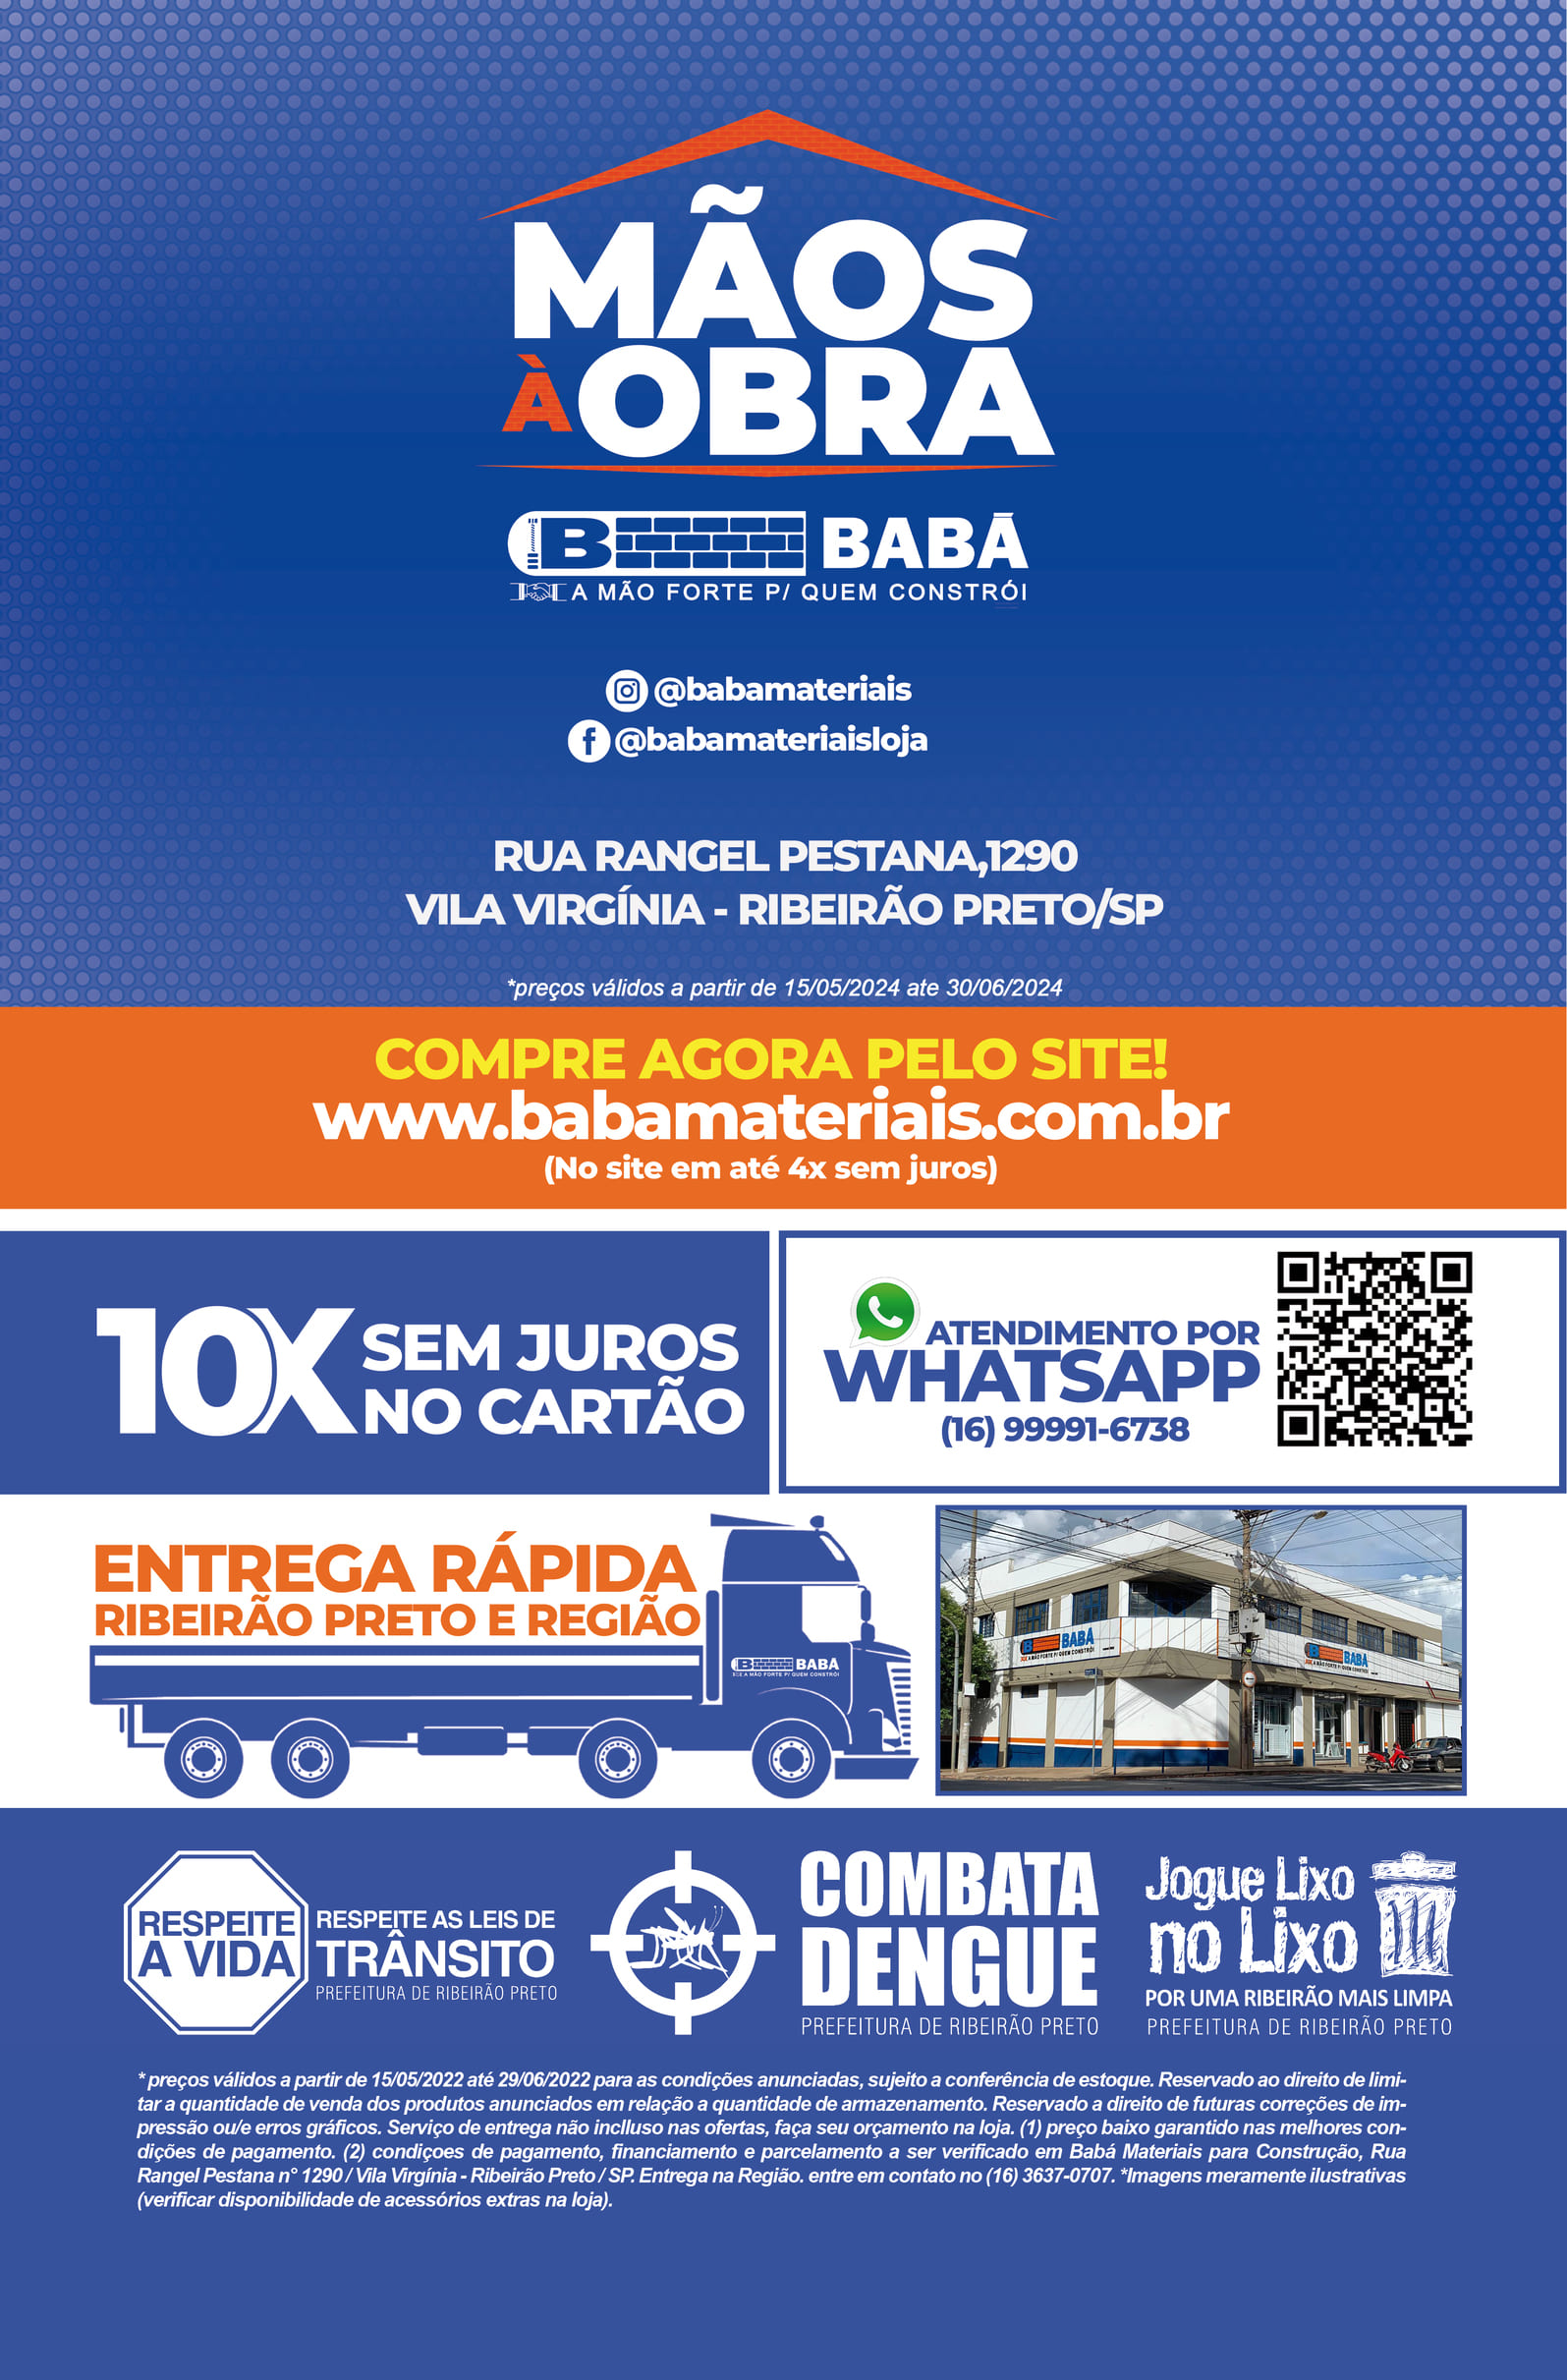 MÃOS
À OBRA
B BABÁ
A MÃO FORTE P/ QUEM CONSTRÓI
@babamateriais
f @babamateriaisloja
RUA RANGEL PESTANA,1290
VILA VIRGÍNIA - RIBEIRÃO PRETO/SP
*preços válidos a partir de 15/05/2024 ate 30/06/2024
COMPRE AGORA PELO SITE!
www.babamateriais.com.br
(No site em até 4x sem juros)
10X SEM JUROS
NO CARTÃO
ATENDIMENTO POR
WHATSAPP
(16) 99991-6738
ENTREGA RÁPIDA
RIBEIRÃO PRETO E REGIÃO
B BABÁ
A MÃO FORTE P/ QUEM CONSTRÓI
B BABÁ
A MÃO FORTE P/ QUEM CONSTRÓI
B BABÁ
A MÃO FORTE P/ QUEM CONSTRÓI
RESPEITE
A VIDA
RESPEITE AS LEIS DE
TRÂNSITO
PREFEITURA DE RIBEIRÃO PRETO
COMBATA
DENGUE
PREFEITURA DE RIBEIRÃO PRETO
Jogue Lixo
no Lixo
POR UMA RIBEIRÃO MAIS LIMPA
PREFEITURA DE RIBEIRÃO PRETO
* preços válidos a partir de 15/05/2022 até 29/06/2022 para as condições anunciadas, sujeito a conferência de estoque. Reservado ao direito de limi-
tar a quantidade de venda dos produtos anunciados em relação a quantidade de armazenamento. Reservado a direito de futuras correções de im-
pressão ou/e erros gráficos. Serviço de entrega não inclluso nas ofertas, faça seu orçamento na loja. (1) preço baixo garantido nas melhores con-
dições de pagamento. (2) condiçoes de pagamento, financiamento e parcelamento a ser verificado em Babá Materiais para Construção, Rua
Rangel Pestana n° 1290 / Vila Virgínia - Ribeirão Preto / SP. Entrega na Região. entre em contato no (16) 3637-0707. *Imagens meramente ilustrativas
(verificar disponibilidade de acessórios extras na loja).